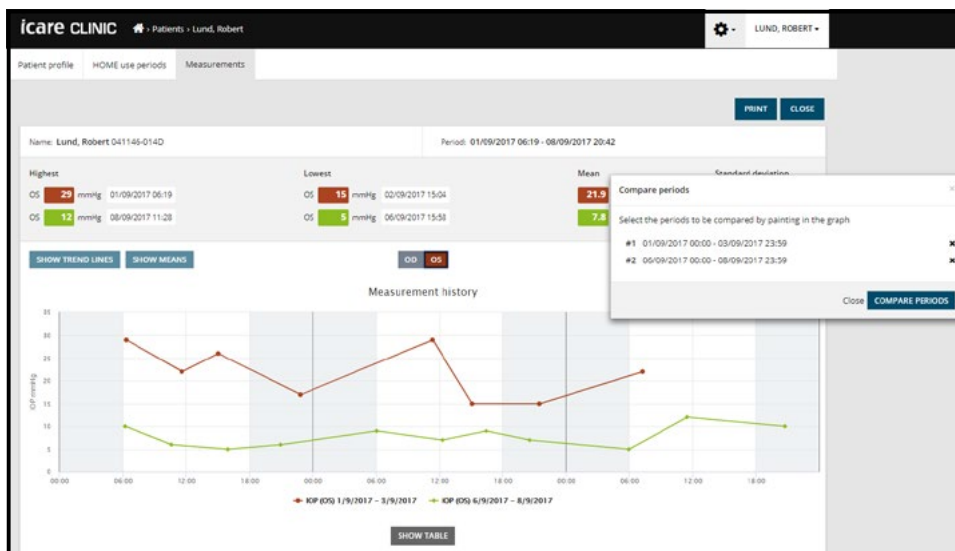 icare CLINIC › Patients › Lund, Robert LUND, ROBERT
Patient profile HOME use periods Measurements
PRINT CLOSE
Name: Lund, Robert 041146-014D Period: 01/09/2017 06:19 - 08/09/2017 20:42
Highest Lowest Mean Standard deviation
OS 29 mmHg 01/09/2017 06:19 OS 15 mmHg 02/09/2017 15:04 21.9
OS 12 mmHg 08/09/2017 11:28 OS 5 mmHg 06/09/2017 15:53 7.8
Compare periods ×
Select the periods to be compared by painting in the graph
#1 01/09/2017 00:00 - 03/09/2017 23:59 ×
#2 06/09/2017 00:00 - 08/09/2017 23:59 ×
Close COMPARE PERIODS
SHOW TREND LINES SHOW MEANS OD OS
Measurement history
IOP mmHg
35
30
25
20
15
10
5
0
00:00 06:00 12:00 18:00 00:00 06:00 12:00 18:00 00:00 06:00 12:00 18:00
IOP (OS) 1/9/2017 – 3/9/2017 IOP (OS) 6/9/2017 – 8/9/2017
SHOW TABLE